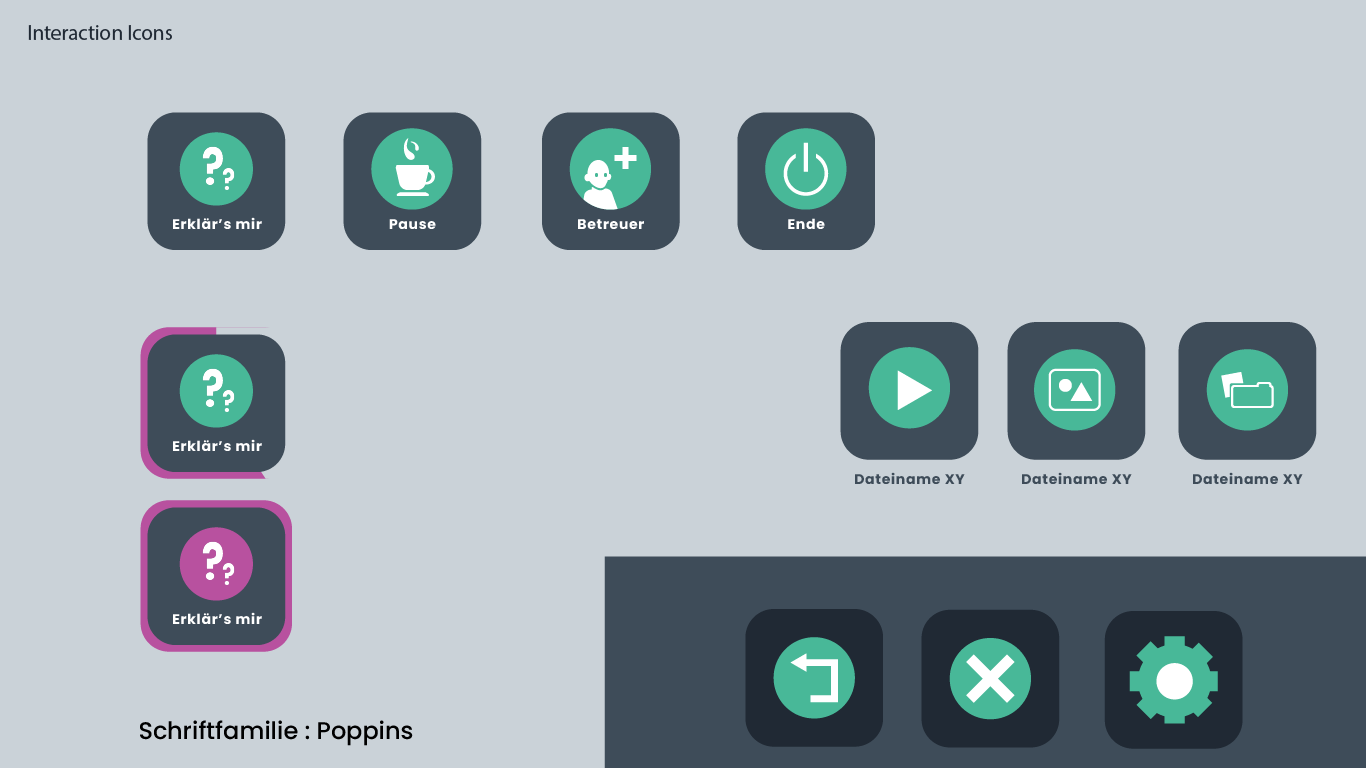 Interaction Icons
Erklär’s mir
Pause
Betreuer
Ende
Erklär’s mir
Dateiname XY
Dateiname XY
Dateiname XY
Erklär’s mir
Schriftfamilie : Poppins